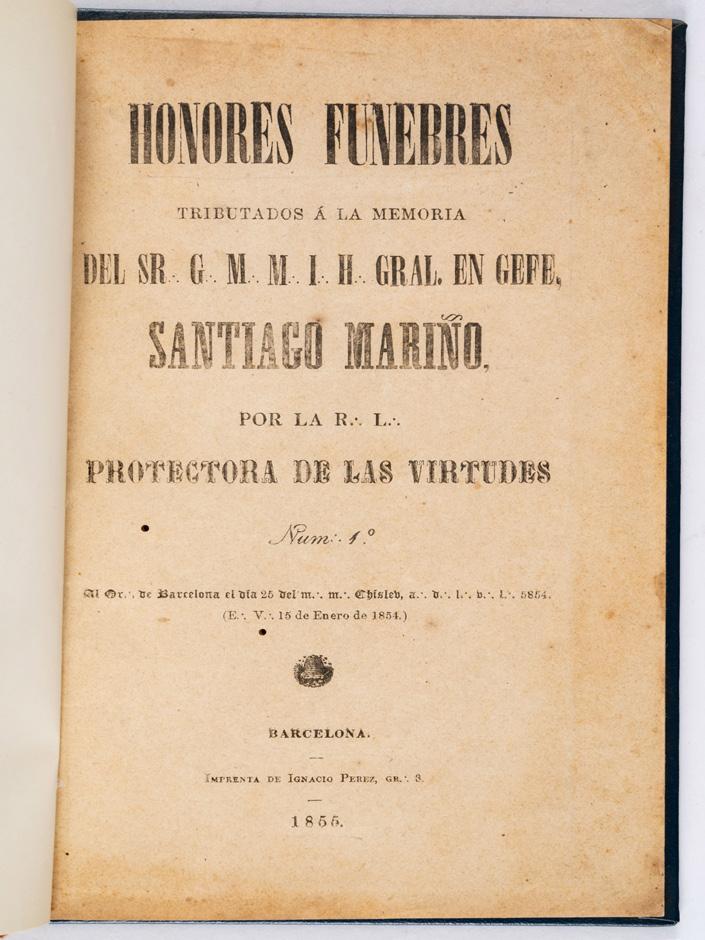 HONORES FUNEBRES
TRIBUTADOS Á LA MEMORIA
DEL SR.·. G.·. M.·. M.·. I.·. H.·. GRAL. EN GEFE,
SANTIAGO MARIÑO,
POR LA R.·. L.·.
PROTECTORA DE LAS VIRTUDES
Num.·. 1.º
Al Or.·. de Barcelona el dia 25 del m.·. m.·. Chislev, a.·. d.·. l.·. v.·. l.·. 5854.
(E.·. V.·. 15 de Enero de 1854.)
BARCELONA.
IMPRENTA DE IGNACIO PEREZ, GR.·. 3.
1855.